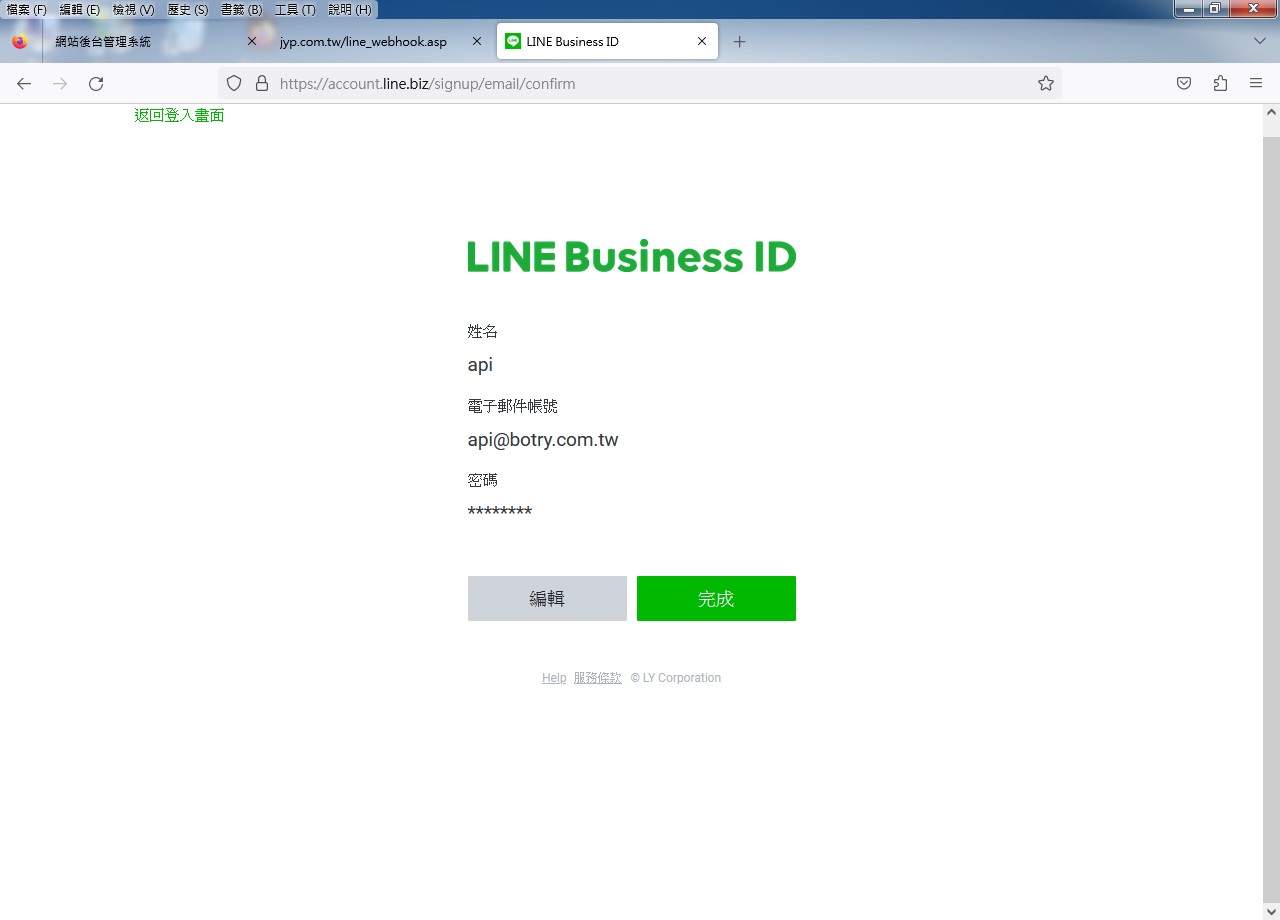 檔案 (F) 編輯 (E) 檢視 (V) 歷史 (S) 書籤 (B) 工具 (T) 說明 (H)
網站後台管理系統 jyp.com.tw/line_webhook.asp LINE Business ID
https://account.line.biz/signup/email/confirm
返回登入畫面
LINE Business ID
姓名
api
電子郵件帳號
api@botry.com.tw
密碼
********
編輯 完成
Help 服務條款 © LY Corporation